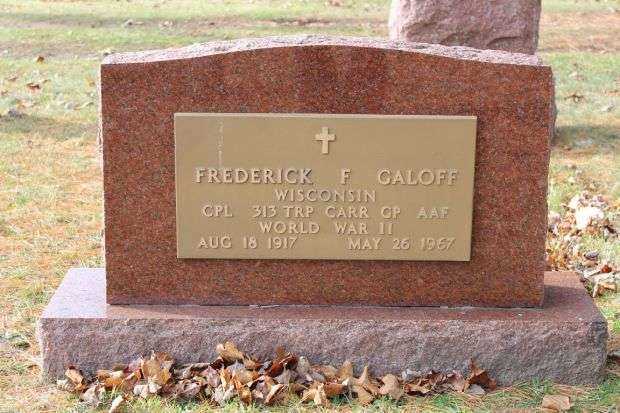 FREDERICK F GALOFF
WISCONSIN
CPL 313 TRP CARR GP AAF
WORLD WAR II
AUG 18 1917 MAY 26 1967